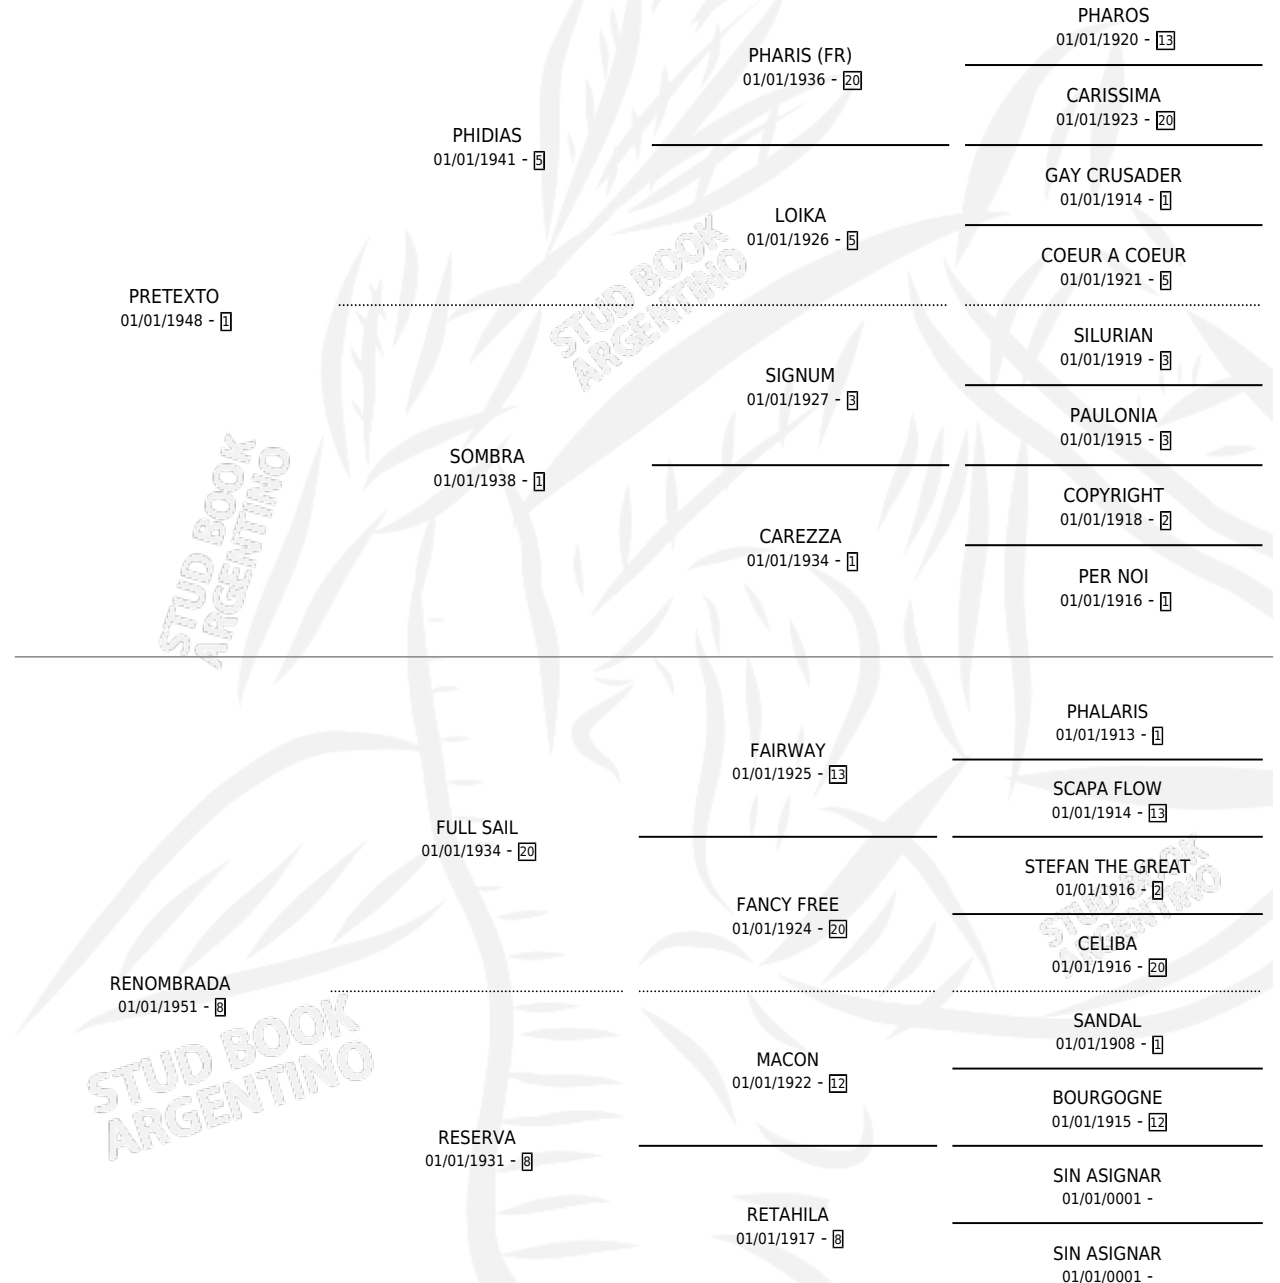 PHAROS
01/01/1920 - 13
PHARIS (FR)
01/01/1936 - 20
CARISSIMA
01/01/1923 - 20
PHIDIAS
01/01/1941 - 5
GAY CRUSADER
01/01/1914 - 1
LOIKA
01/01/1926 - 5
COEUR A COEUR
01/01/1921 - 5
STUD BOOK
ARGENTINO
PRETEXTO
01/01/1948 - 1
SILURIAN
01/01/1919 - 3
SIGNUM
01/01/1927 - 3
PAULONIA
01/01/1915 - 3
SOMBRA
01/01/1938 - 1
COPYRIGHT
01/01/1918 - 2
CAREZZA
01/01/1934 - 1
PER NOI
01/01/1916 - 1
STUD BOOK
ARGENTINO
PHALARIS
01/01/1913 - 1
FAIRWAY
01/01/1925 - 13
SCAPA FLOW
01/01/1914 - 13
FULL SAIL
01/01/1934 - 20
STEFAN THE GREAT
01/01/1916 - 2
FANCY FREE
01/01/1924 - 20
CELIBA
01/01/1916 - 20
STUD BOOK
ARGENTINO
RENOMBRADA
01/01/1951 - 8
SANDAL
01/01/1908 - 1
MACON
01/01/1922 - 12
BOURGOGNE
01/01/1915 - 12
STUD BOOK
ARGENTINO
RESERVA
01/01/1931 - 8
SIN ASIGNAR
01/01/0001 -
RETAHILA
01/01/1917 - 8
SIN ASIGNAR
01/01/0001 -